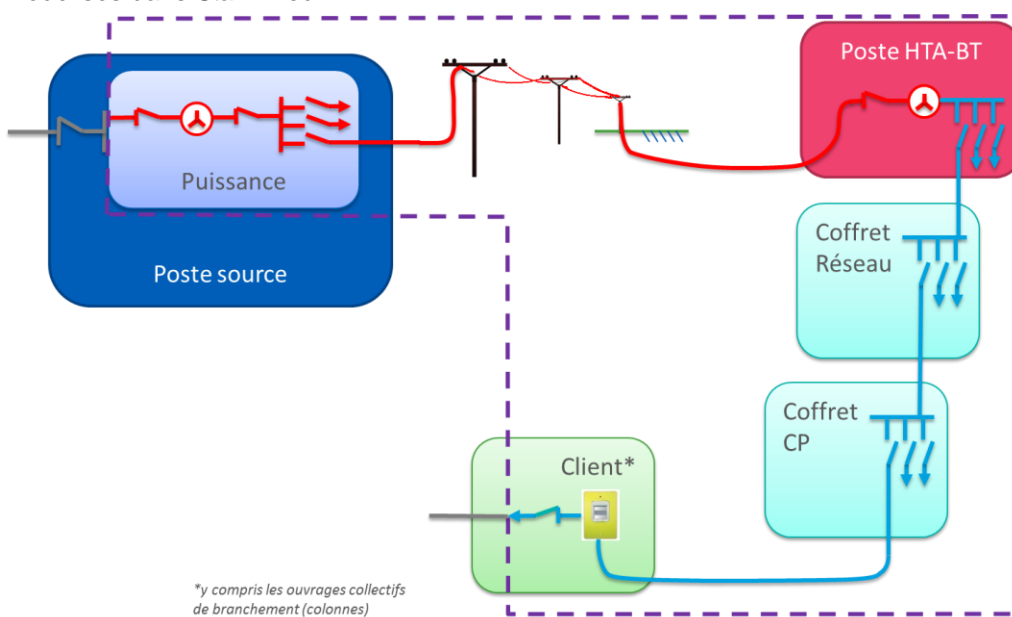 Poste HTA-BT
Puissance
Poste source
Coffret
Réseau
Coffret
CP
Client*
*y compris les ouvrages collectifs
de branchement (colonnes)